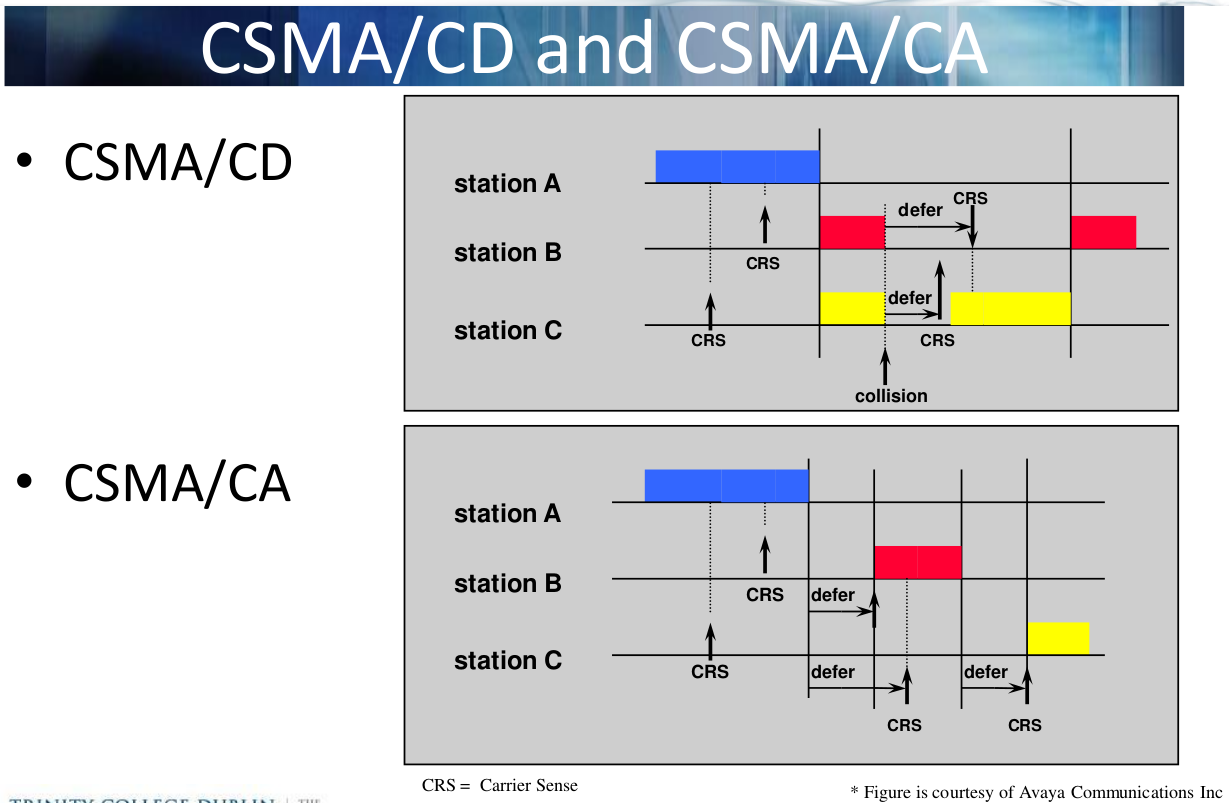 CSMA/CD and CSMA/CA
• CSMA/CD
station A
CRS
defer
station B
CRS
defer
station C
CRS
CRS
collision
• CSMA/CA
station A
station B
CRS
defer
station C
CRS
defer
defer
CRS
CRS
CRS = Carrier Sense
* Figure is courtesy of Avaya Communications Inc
TRINITY COLLEGE DUBLIN | THE